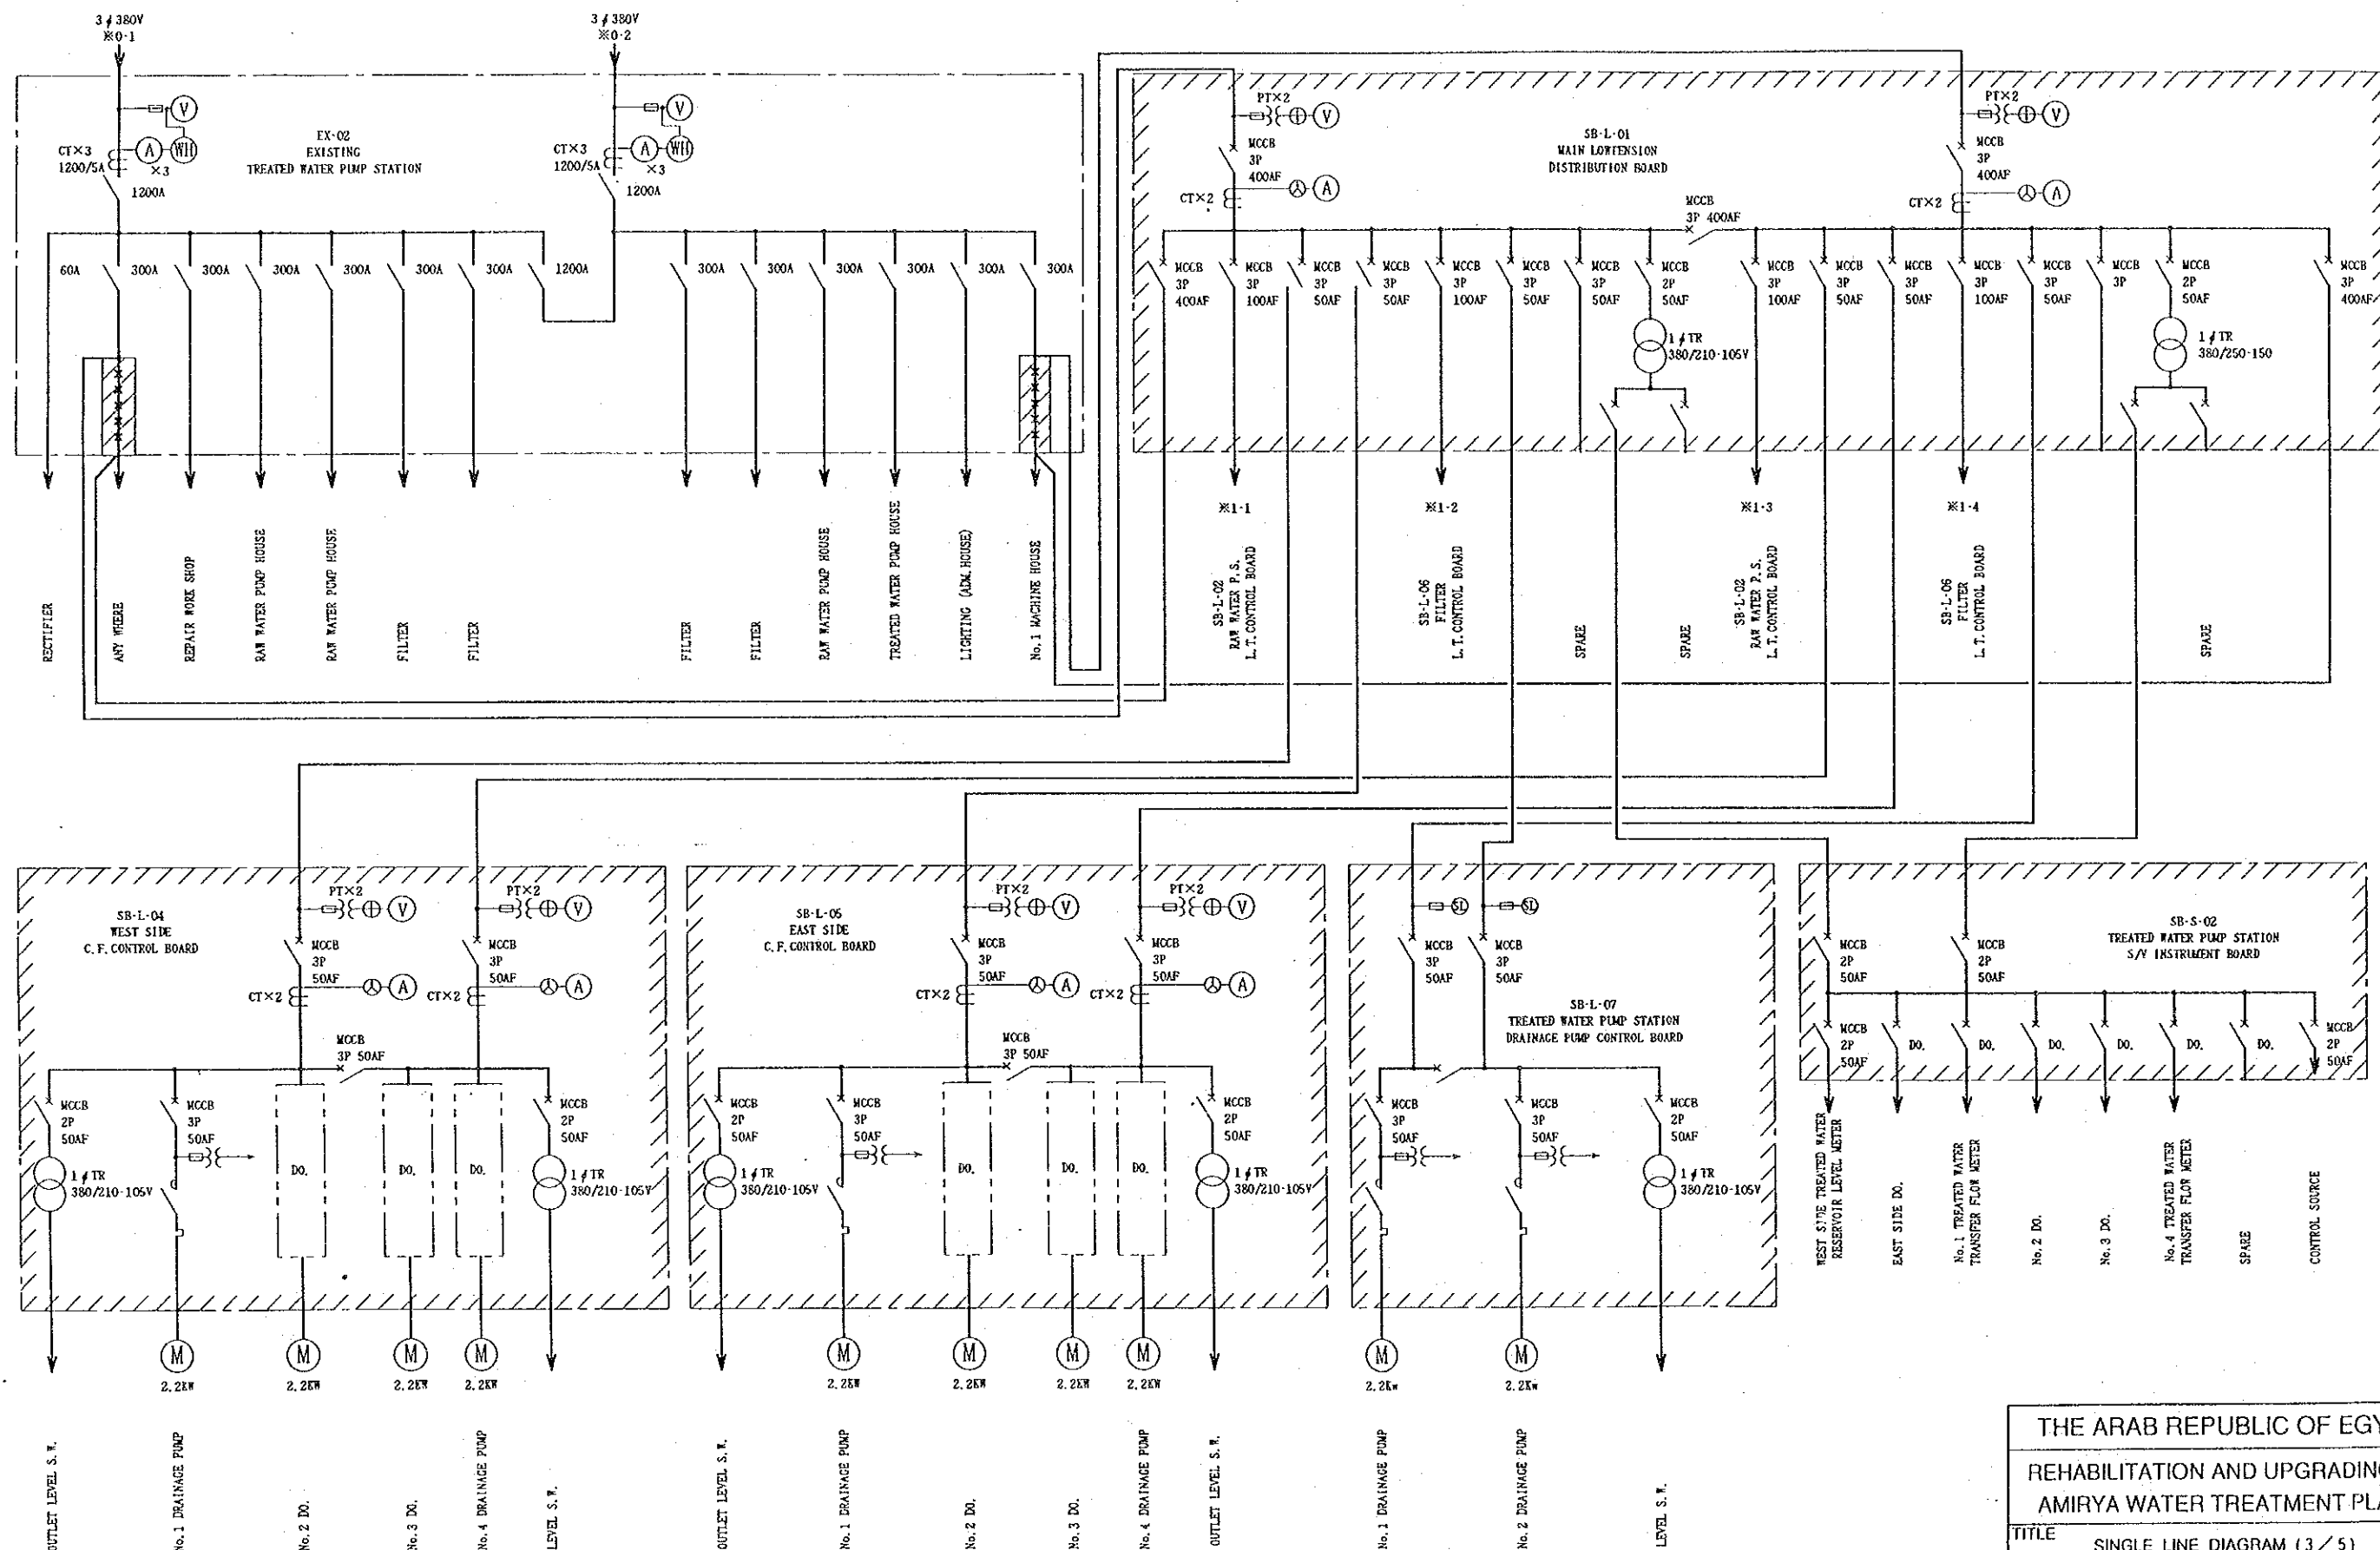 3φ380V
※0-1
3φ380V
※0-2
V
A
WH
CT×3
1200/5A
×3
1200A
EX-02
EXISTING
TREATED WATER PUMP STATION
V
A
WH
CT×3
1200/5A
×3
1200A
60A
300A
300A
300A
300A
300A
300A
1200A
300A
300A
300A
300A
300A
300A
RECTIFIER
ANY WHERE
REPAIR WORK SHOP
RAW WATER PUMP HOUSE
RAW WATER PUMP HOUSE
FILTER
FILTER
FILTER
FILTER
RAW WATER PUMP HOUSE
TREATED WATER PUMP HOUSE
LIGHTING (ADM.HOUSE)
No.1 MACHINE HOUSE
PT×2
V
MCCB
3P
400AF
CT×2
A
SB-L-01
MAIN LOWTENSION
DISTRIBUTION BOARD
MCCB
3P 400AF
PT×2
V
MCCB
3P
400AF
CT×2
A
MCCB
3P
400AF
MCCB
3P
100AF
MCCB
3P
50AF
MCCB
3P
50AF
MCCB
3P
100AF
MCCB
3P
50AF
MCCB
3P
50AF
MCCB
2P
50AF
MCCB
3P
100AF
MCCB
3P
50AF
MCCB
3P
50AF
MCCB
3P
100AF
MCCB
3P
50AF
MCCB
3P
MCCB
2P
50AF
MCCB
3P
400AF
1φTR
380/210-105V
1φTR
380/250-150
※1-1
※1-2
※1-3
※1-4
SB-L-02
RAW WATER P.S.
L.T.CONTROL BOARD
SB-L-06
FILTER
L.T.CONTROL BOARD
SPARE
SPARE
SB-L-02
RAW WATER P.S.
L.T.CONTROL BOARD
SB-L-06
FILTER
L.T.CONTROL BOARD
SPARE
SB-L-04
WEST SIDE
C.F.CONTROL BOARD
PT×2
V
MCCB
3P
50AF
CT×2
A
PT×2
V
MCCB
3P
50AF
CT×2
A
MCCB
3P 50AF
MCCB
2P
50AF
MCCB
3P
50AF
MCCB
2P
50AF
1φTR
380/210-105V
DO.
DO.
DO.
1φTR
380/210-105V
M
M
M
M
2.2KW
2.2KW
2.2KW
2.2KW
OUTLET LEVEL S.W.
No.1 DRAINAGE PUMP
No.2 DO.
No.3 DO.
No.4 DRAINAGE PUMP
LEVEL S.W.
SB-L-05
EAST SIDE
C.F.CONTROL BOARD
PT×2
V
MCCB
3P
50AF
CT×2
A
PT×2
V
MCCB
3P
50AF
CT×2
A
MCCB
3P 50AF
MCCB
2P
50AF
MCCB
3P
50AF
MCCB
2P
50AF
1φTR
380/210-105V
DO.
DO.
DO.
1φTR
380/210-105V
M
M
M
M
2.2KW
2.2KW
2.2KW
2.2KW
OUTLET LEVEL S.W.
No.1 DRAINAGE PUMP
No.2 DO.
No.3 DO.
No.4 DRAINAGE PUMP
OUTLET LEVEL S.W.
SL
SL
MCCB
3P
50AF
MCCB
3P
50AF
SB-L-07
TREATED WATER PUMP STATION
DRAINAGE PUMP CONTROL BOARD
MCCB
3P
50AF
MCCB
3P
50AF
MCCB
2P
50AF
1φTR
380/210-105V
M
M
2.2Kw
2.2Kw
No.1 DRAINAGE PUMP
No.2 DRAINAGE PUMP
LEVEL S.W.
MCCB
2P
50AF
MCCB
2P
50AF
SB-S-02
TREATED WATER PUMP STATION
S/V INSTRUMENT BOARD
MCCB
2P
50AF
DO.
DO.
DO.
DO.
DO.
DO.
MCCB
2P
50AF
WEST SIDE TREATED WATER
RESERVOIR LEVEL METER
EAST SIDE DO.
No.1 TREATED WATER
TRANSFER FLOW METER
No.2 DO.
No.3 DO.
No.4 TREATED WATER
TRANSFER FLOW METER
SPARE
CONTROL SOURCE
THE ARAB REPUBLIC OF EGY
REHABILITATION AND UPGRADING
AMIRYA WATER TREATMENT PLA
TITLE
SINGLE LINE DIAGRAM (3/5)